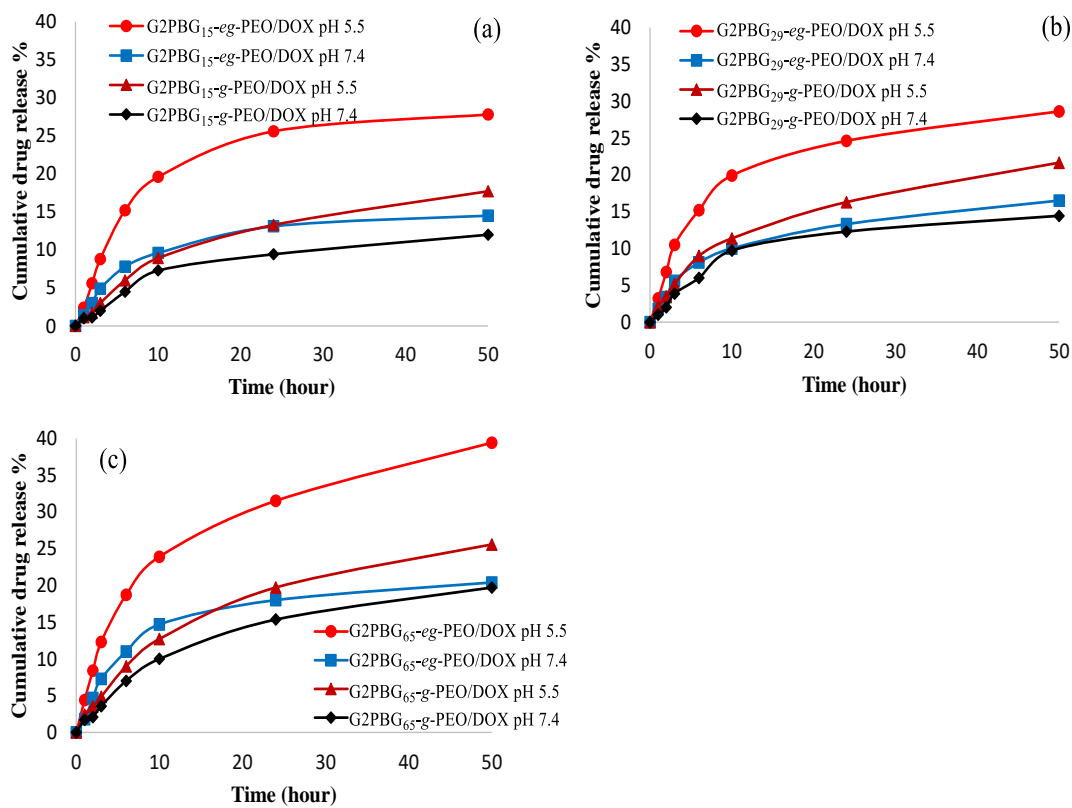 40
35
30
25
20
15
10
5
0
Cumulative drug release %
G2PBG15-eg-PEO/DOX pH 5.5
G2PBG15-eg-PEO/DOX pH 7.4
G2PBG15-g-PEO/DOX pH 5.5
G2PBG15-g-PEO/DOX pH 7.4
(a)
0 10 20 30 40 50
Time (hour)
40
35
30
25
20
15
10
5
0
Cumulative drug release %
G2PBG29-eg-PEO/DOX pH 5.5
G2PBG29-eg-PEO/DOX pH 7.4
G2PBG29-g-PEO/DOX pH 5.5
G2PBG29-g-PEO/DOX pH 7.4
(b)
0 10 20 30 40 50
Time (hour)
40
35
30
25
20
15
10
5
0
Cumulative drug release %
(c)
G2PBG65-eg-PEO/DOX pH 5.5
G2PBG65-eg-PEO/DOX pH 7.4
G2PBG65-g-PEO/DOX pH 5.5
G2PBG65-g-PEO/DOX pH 7.4
0 10 20 30 40 50
Time (hour)